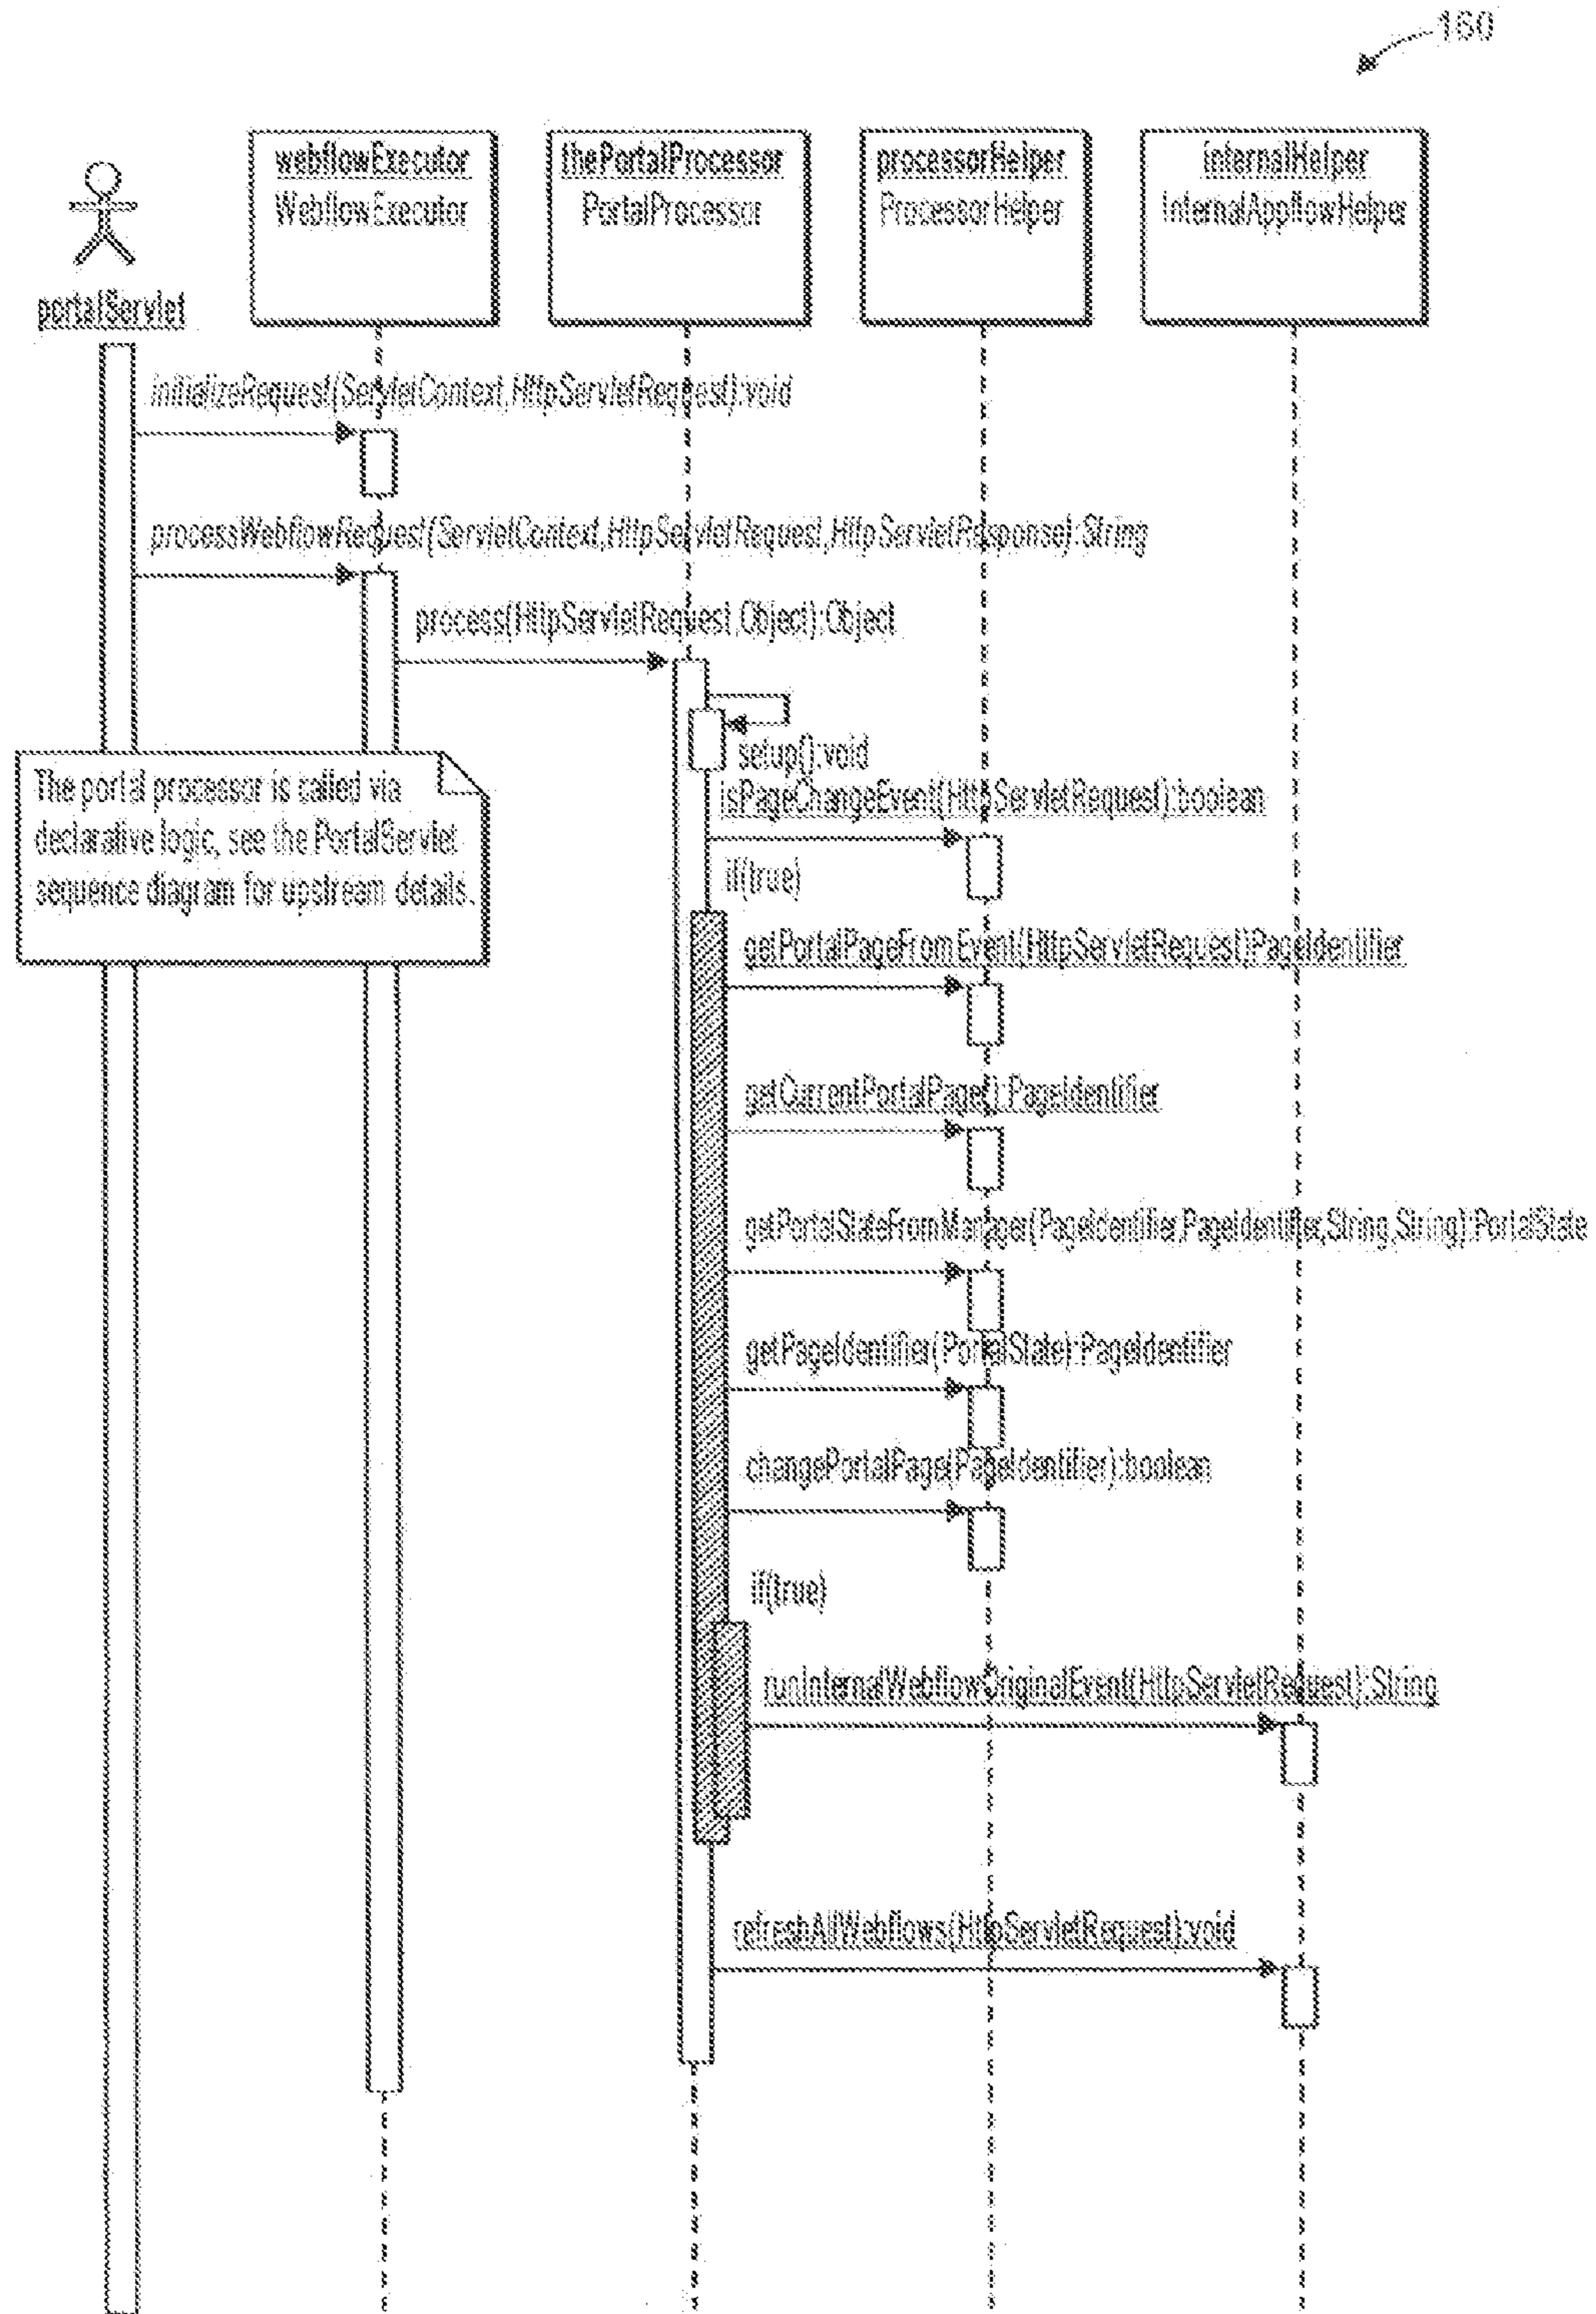 160
webflowExecutor
WebflowExecutor
thePortalProcessor
PortalProcessor
processorHelper
ProcessorHelper
internalHelper
InternalAppflowHelper
portalServlet
initializeRequest(ServletContext,HttpServletRequest):void
processWebflowRequest(ServletContext,HttpServletRequest,HttpServletResponse):String
process(HttpServletRequest,Object):Object
setup():void
The portal processor is called via
declarative logic, see the PortalServlet
sequence diagram for upstream details.
isPageChangeEvent(HttpServletRequest):boolean
if(true)
getPortalPageFromEvent(HttpServletRequest)PageIdentifier
getCurrentPortalPage():PageIdentifier
getPortalStateFromManager(PageIdentifier,PageIdentifier,String,String):PortalState
getPageIdentifier(PortalState):PageIdentifier
changePortalPage(PageIdentifier):boolean
if(true)
runInternalWebflowOriginalEvent(HttpServletRequest):String
refreshAllWebflows(HttpServletRequest):void